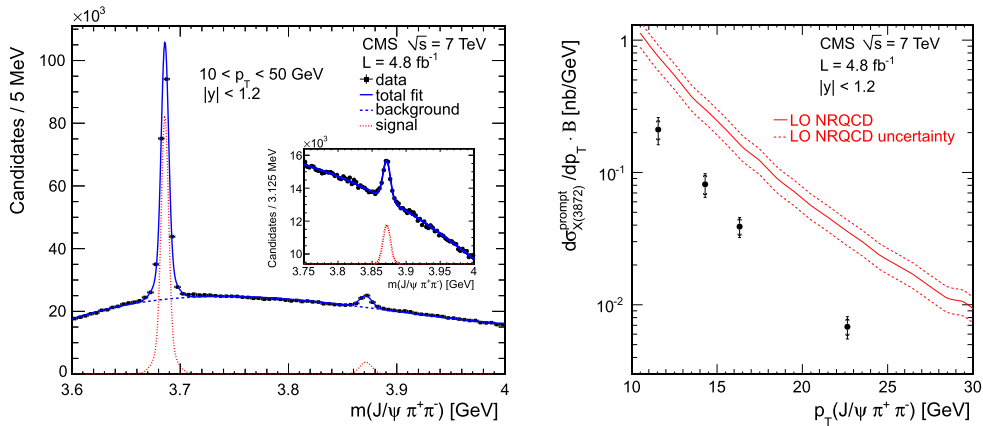 ×10³
Candidates / 5 MeV
100
80
60
40
20
0
3.6
3.7
3.8
3.9
4
m(J/ψ π⁺π⁻) [GeV]
10 < p_T < 50 GeV
|y| < 1.2
CMS √s = 7 TeV
L = 4.8 fb⁻¹
data
total fit
background
signal
×10³
Candidates / 3.125 MeV
16
14
12
10
3.75
3.8
3.85
3.9
3.95
4
m(J/ψ π⁺π⁻) [GeV]
dσ^prompt_X(3872) /dp_T · B [nb/GeV]
1
10⁻¹
10⁻²
10
15
20
25
30
p_T(J/ψ π⁺ π⁻) [GeV]
CMS √s = 7 TeV
L = 4.8 fb⁻¹
|y| < 1.2
LO NRQCD
LO NRQCD uncertainty